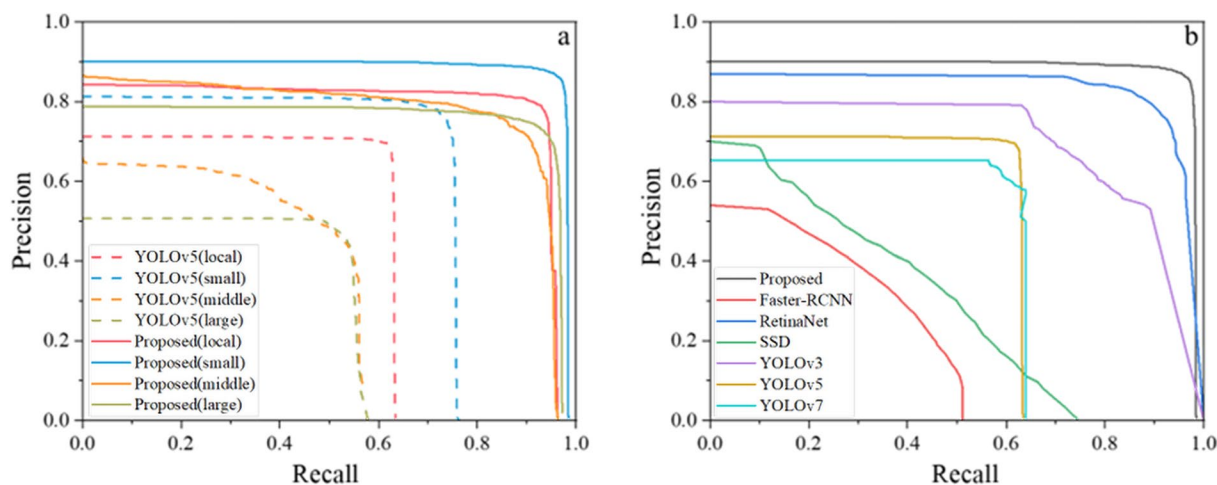 a
1.0
0.8
0.6
0.4
0.2
0.0
Precision
YOLOv5(local)
YOLOv5(small)
YOLOv5(middle)
YOLOv5(large)
Proposed(local)
Proposed(small)
Proposed(middle)
Proposed(large)
0.0 0.2 0.4 0.6 0.8 1.0
Recall
b
1.0
0.8
0.6
0.4
0.2
0.0
Precision
Proposed
Faster-RCNN
RetinaNet
SSD
YOLOv3
YOLOv5
YOLOv7
0.0 0.2 0.4 0.6 0.8 1.0
Recall